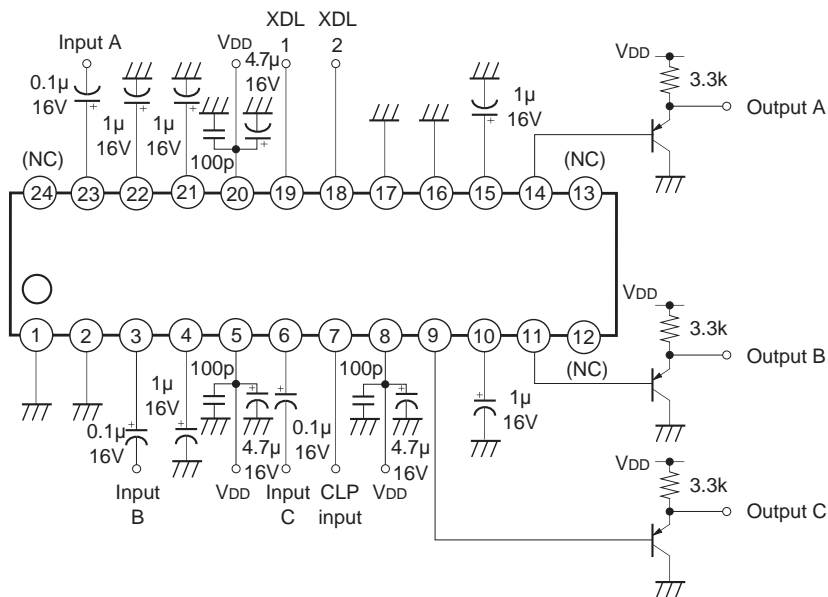 XDL XDL
1 2
Input A VDD 4.7µ
16V
0.1µ
16V
1µ
16V
1µ
16V
100p
1µ
16V
VDD
3.3k
Output A
(NC) (NC)
24 23 22 21 20 19 18 17 16 15 14 13
1 2 3 4 5 6 7 8 9 10 11 12
(NC)
VDD
3.3k
Output B
0.1µ
16V
1µ
16V
100p
4.7µ
16V
0.1µ
16V
100p
4.7µ
16V
1µ
16V
Input
B
VDD
Input
C
CLP
input
VDD
VDD
3.3k
Output C